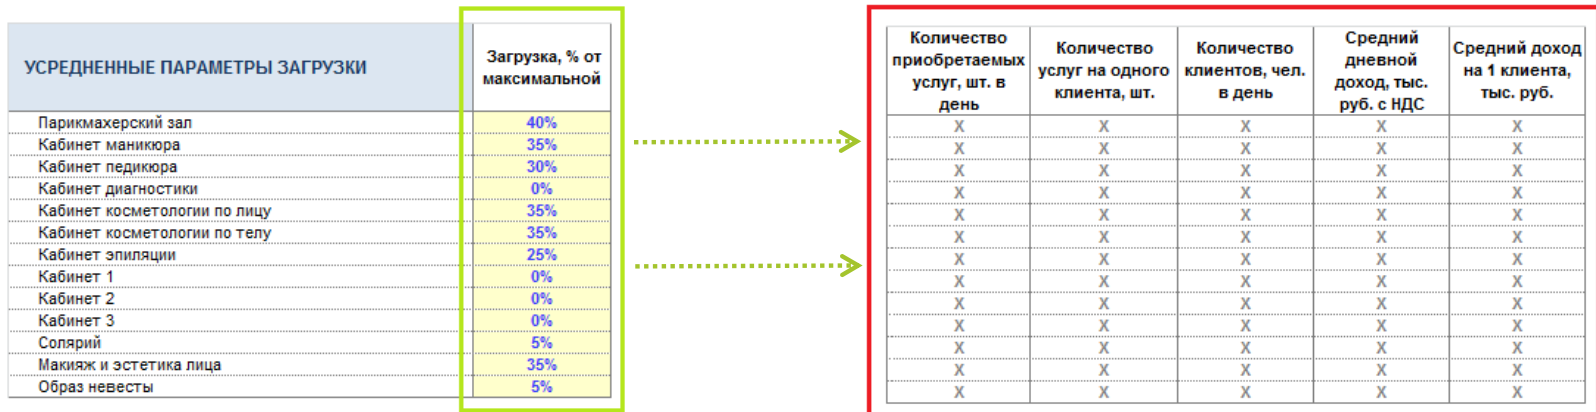 УСРЕДНЕННЫЕ ПАРАМЕТРЫ ЗАГРУЗКИ
Загрузка, % от
максимальной
Парикмахерский зал 40%
Кабинет маникюра 35%
Кабинет педикюра 30%
Кабинет диагностики 0%
Кабинет косметологии по лицу 35%
Кабинет косметологии по телу 35%
Кабинет эпиляции 25%
Кабинет 1 0%
Кабинет 2 0%
Кабинет 3 0%
Солярий 5%
Макияж и эстетика лица 35%
Образ невесты 5%
Количество
приобретаемых
услуг, шт. в
день
Количество
услуг на одного
клиента, шт.
Количество
клиентов, чел.
в день
Средний
дневной
доход, тыс.
руб. с НДС
Средний доход
на 1 клиента,
тыс. руб.
X X X X X
X X X X X
X X X X X
X X X X X
X X X X X
X X X X X
X X X X X
X X X X X
X X X X X
X X X X X
X X X X X
X X X X X
X X X X X